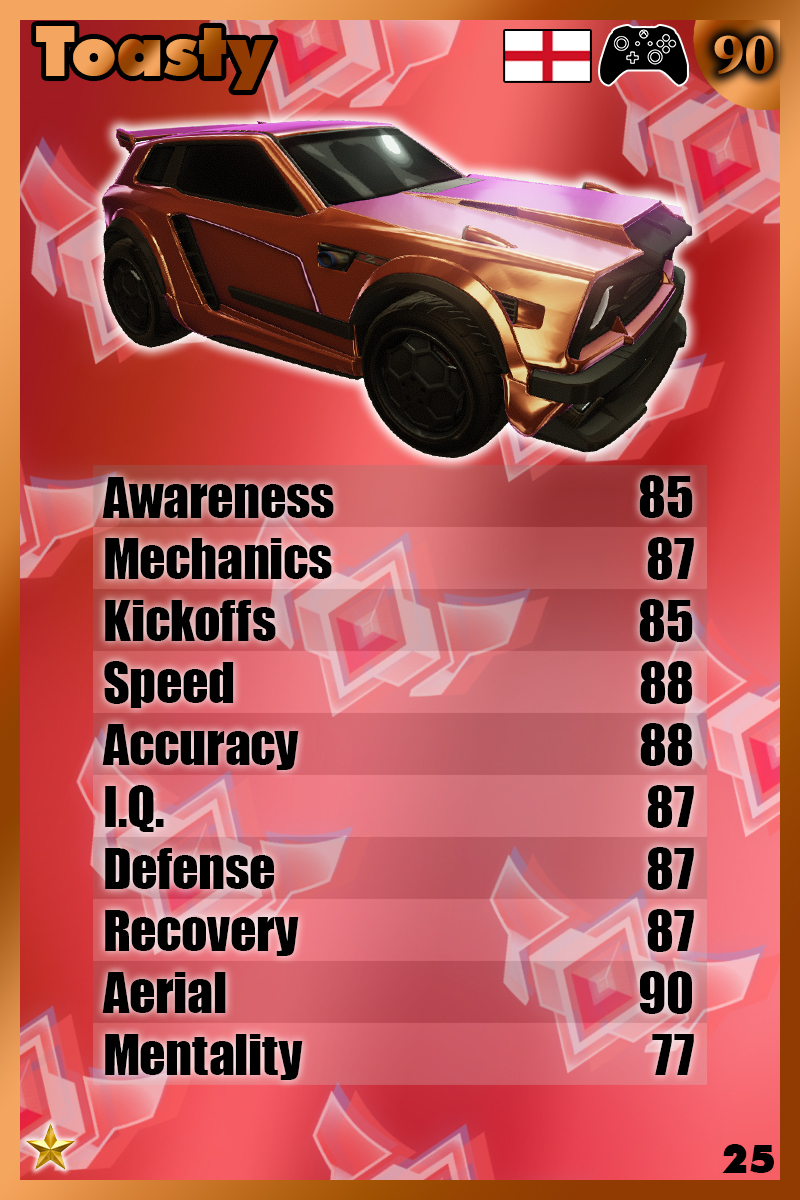 Toasty 90
Awareness 85
Mechanics 87
Kickoffs 85
Speed 88
Accuracy 88
I.Q. 87
Defense 87
Recovery 87
Aerial 90
Mentality 77
25